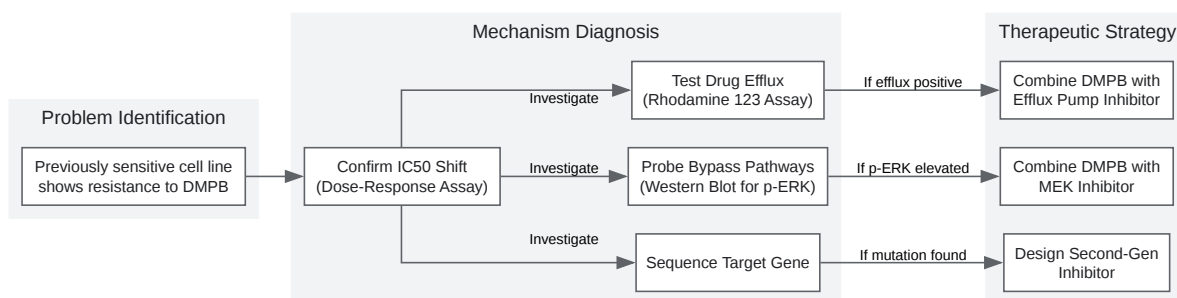 Mechanism Diagnosis
Therapeutic Strategy
Problem Identification
Previously sensitive cell line
shows resistance to DMPB
Confirm IC50 Shift
(Dose-Response Assay)
Investigate
Test Drug Efflux
(Rhodamine 123 Assay)
If efflux positive
Combine DMPB with
Efflux Pump Inhibitor
Investigate
Probe Bypass Pathways
(Western Blot for p-ERK)
If p-ERK elevated
Combine DMPB with
MEK Inhibitor
Investigate
Sequence Target Gene
If mutation found
Design Second-Gen
Inhibitor